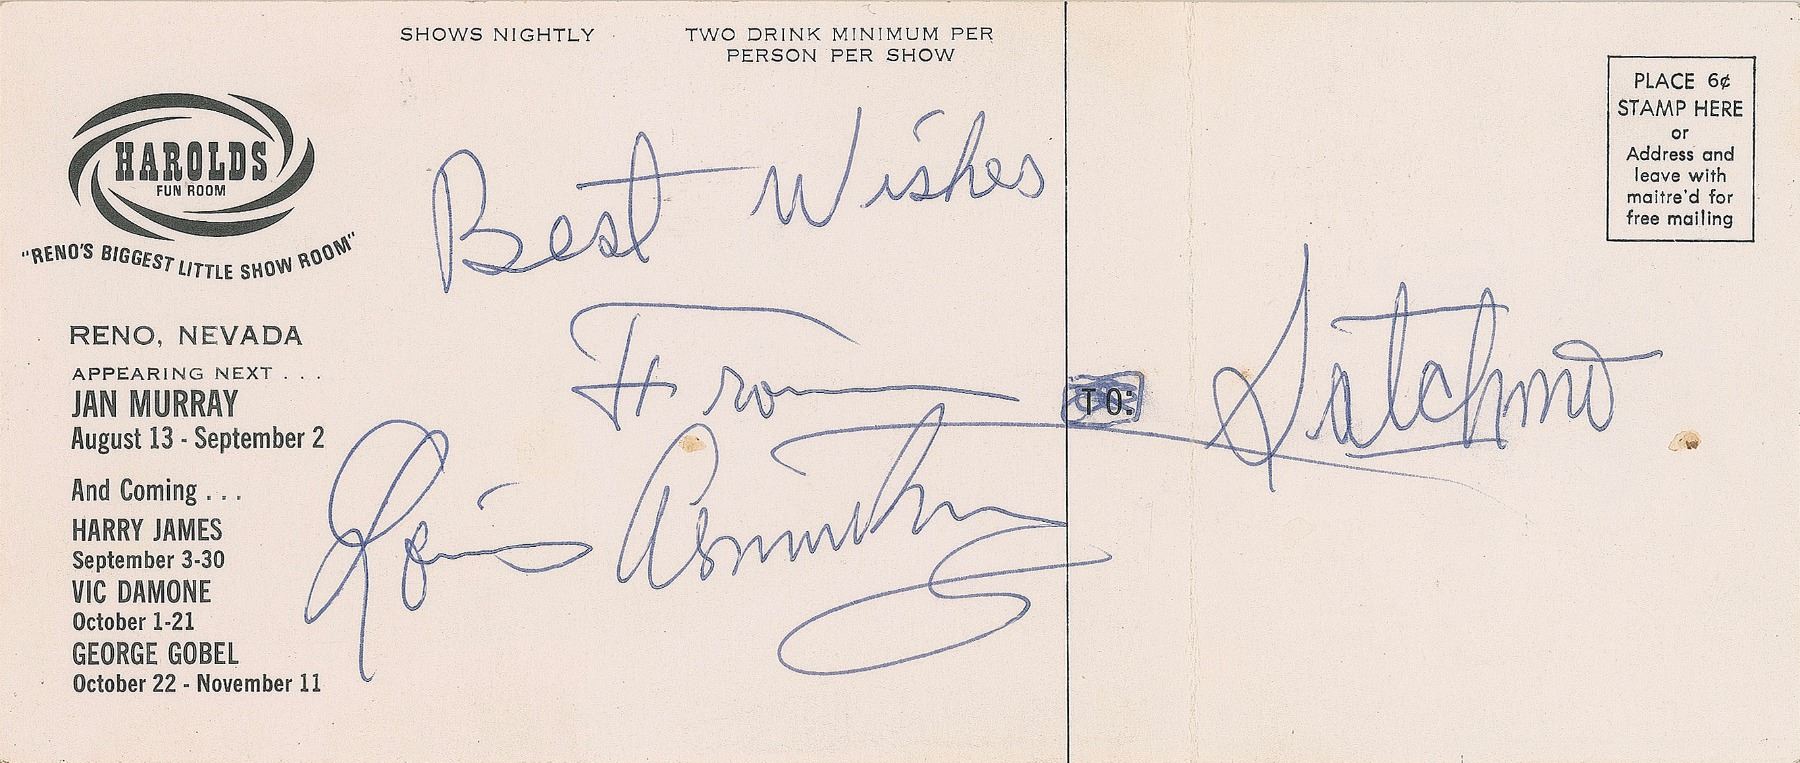 SHOWS NIGHTLY
TWO DRINK MINIMUM PER
PERSON PER SHOW
HAROLDS
FUN ROOM
"RENO'S BIGGEST LITTLE SHOW ROOM"
RENO, NEVADA
APPEARING NEXT . . .
JAN MURRAY
August 13 - September 2
And Coming . . .
HARRY JAMES
September 3-30
VIC DAMONE
October 1-21
GEORGE GOBEL
October 22 - November 11
Best Wishes
From
Louis Armstrong
TO:
Satchmo
PLACE 6¢
STAMP HERE
or
Address and
leave with
maitre'd for
free mailing